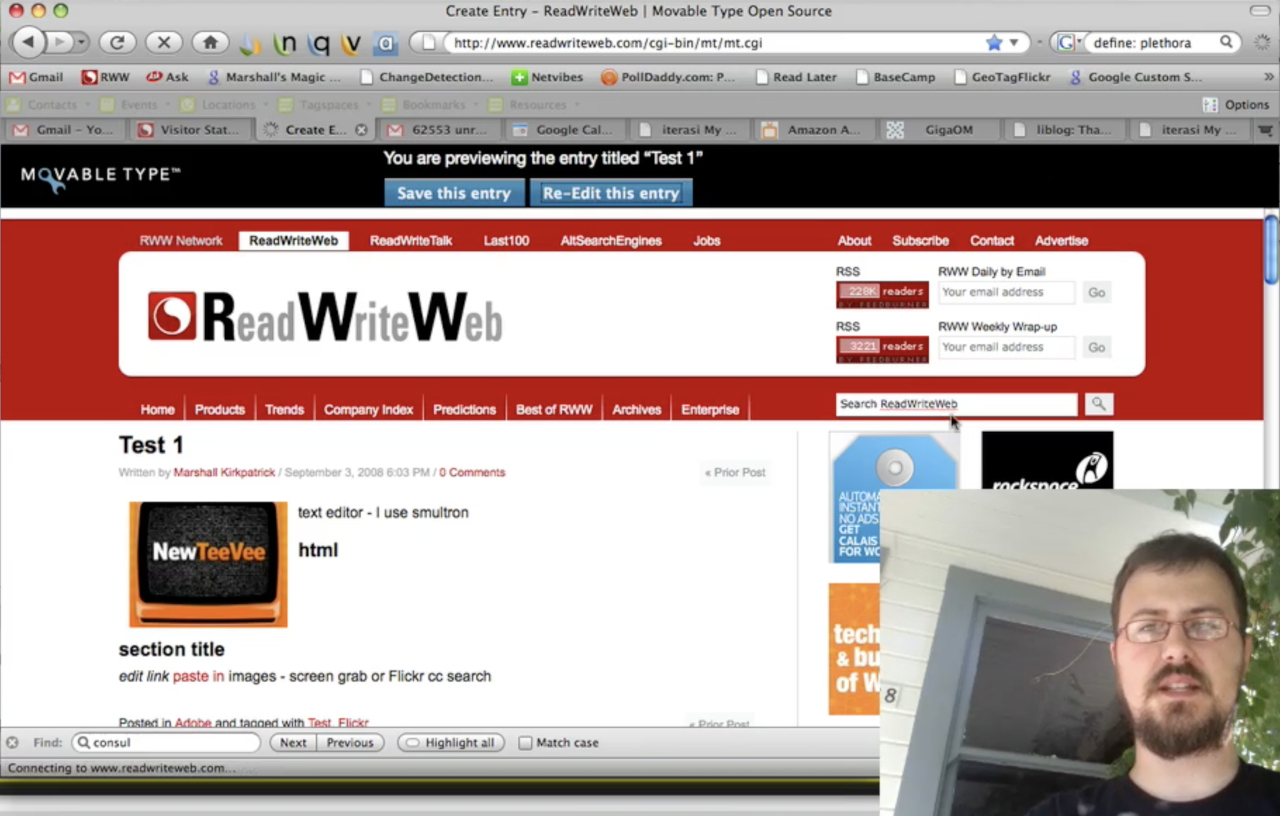 Create Entry - ReadWriteWeb | Movable Type Open Source
http://www.readwriteweb.com/cgi-bin/mt/mt.cgi
define: plethora
Gmail RWW Ask Marshall's Magic ... ChangeDetection... Netvibes PollDaddy.com: P... Read Later BaseCamp GeoTagFlickr Google Custom S... »
Contacts Events Locations Tagspaces Bookmarks Resources Options
Gmail - Yo... Visitor Stat... Create E... 62553 unr... Google Cal... iterasi My ... Amazon A... GigaOM liblog: Tha... iterasi My ...
You are previewing the entry titled “Test 1”
MOVABLE TYPE™
Save this entry Re-Edit this entry
RWW Network ReadWriteWeb ReadWriteTalk Last100 AltSearchEngines Jobs About Subscribe Contact Advertise
RSS RWW Daily by Email
228K readers Your email address Go
BY FEEDBURNER
ReadWriteWeb
RSS RWW Weekly Wrap-up
3221 readers Your email address Go
BY FEEDBURNER
Home Products Trends Company Index Predictions Best of RWW Archives Enterprise Search ReadWriteWeb
Test 1
Written by Marshall Kirkpatrick / September 3, 2008 6:03 PM / 0 Comments « Prior Post
rackspace
NewTeeVee
text editor - I use smultron
html
INSTANT
NO ADS
GET
CALAIS
FOR
section title
edit link paste in images - screen grab or Flickr cc search
tech
& bu
of W
8
Posted in Adobe and tagged with Test, Flickr « Prior Post
Find: consul Next Previous Highlight all Match case
Connecting to www.readwriteweb.com...